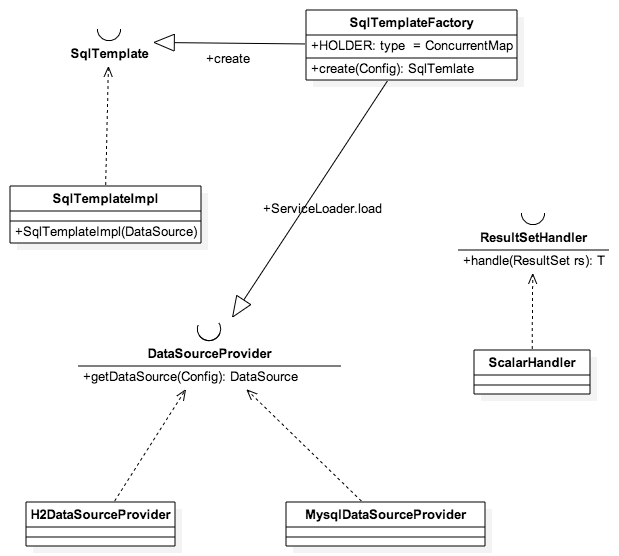 SqlTemplate
+create
SqlTemplateFactory
+HOLDER: type = ConcurrentMap
+create(Config): SqlTemlate
SqlTemplateImpl
+SqlTemplateImpl(DataSource)
+ServiceLoader.load
ResultSetHandler
+handle(ResultSet rs): T
DataSourceProvider
+getDataSource(Config): DataSource
ScalarHandler
H2DataSourceProvider
MysqlDataSourceProvider